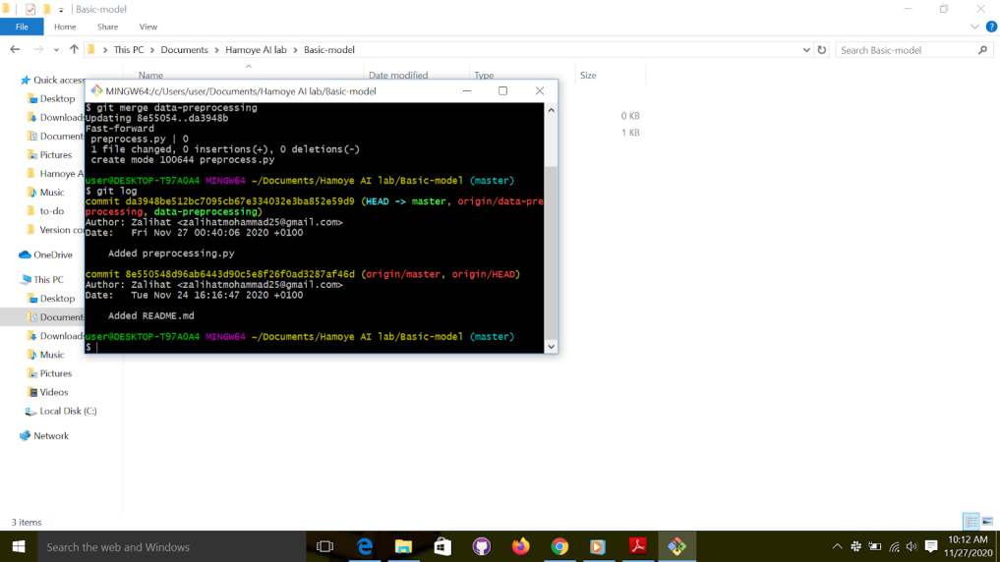 Basic-model
File Home Share View
This PC Documents Hamoye AI lab Basic-model
Search Basic-model
Name Date modified Type Size
Quick access
Desktop
Download
Document
Pictures
Hamoye A
Music
to-do
Version co
OneDrive
This PC
Desktop
Document
Download
Music
Pictures
Videos
Local Disk (C:)
Network
0 KB
1 KB
MINGW64:/c/Users/user/Documents/Hamoye AI lab/Basic-model
$ git merge data-preprocessing
Updating 8e55054..da3948b
Fast-forward
preprocess.py | 0
1 file changed, 0 insertions(+), 0 deletions(-)
create mode 100644 preprocess.py
user@DESKTOP-T97A0A4 MINGW64 ~/Documents/Hamoye AI lab/Basic-model (master)
$ git log
commit da3948be512bc7095cb67e334032e3ba852e59d9 (HEAD -> master, origin/data-pre
processing, data-preprocessing)
Author: Zalihat <zalihatmohammad25@gmail.com>
Date: Fri Nov 27 00:40:06 2020 +0100
Added preprocessing.py
commit 8e550548d96ab6443d90c5e8f26f0ad3287af46d (origin/master, origin/HEAD)
Author: Zalihat <zalihatmohammad25@gmail.com>
Date: Tue Nov 24 16:16:47 2020 +0100
Added README.md
user@DESKTOP-T97A0A4 MINGW64 ~/Documents/Hamoye AI lab/Basic-model (master)
$
3 items
Search the web and Windows
10:12 AM
11/27/2020